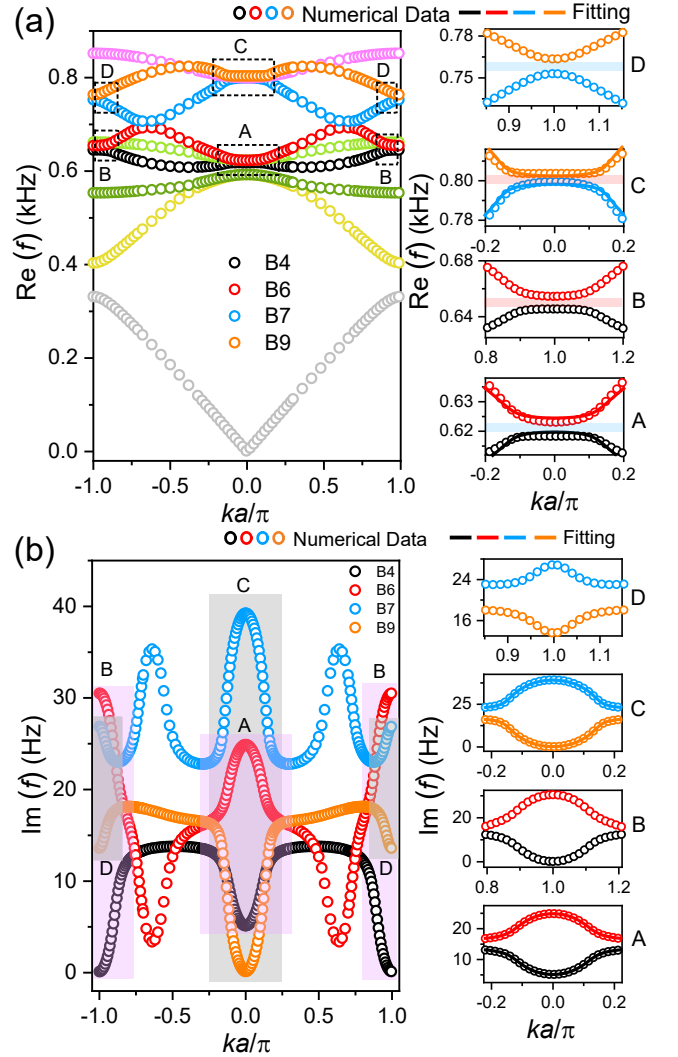 (a)
Numerical Data
Fitting
C
D
D
A
B
B
B4
B6
B7
B9
0.8
0.6
0.4
0.2
0.0
Re (f) (kHz)
-1.0 -0.5 0.0 0.5 1.0
ka/π
0.78
0.75
D
0.9 1.0 1.1
0.80
0.78
C
-0.2 0.0 0.2
Re (f) (kHz)
0.68
0.64
B
0.8 1.0 1.2
0.63
0.62
A
-0.2 0.0 0.2
ka/π
(b)
Numerical Data
Fitting
C
B4
B6
B7
B9
B
B
A
D
D
40
30
20
10
0
Im (f) (Hz)
-1.0 -0.5 0.0 0.5 1.0
ka/π
24
16
D
0.9 1.0 1.1
25
0
C
-0.2 0.0 0.2
Im (f) (Hz)
20
0
B
0.8 1.0 1.2
20
10
A
-0.2 0.0 0.2
ka/π